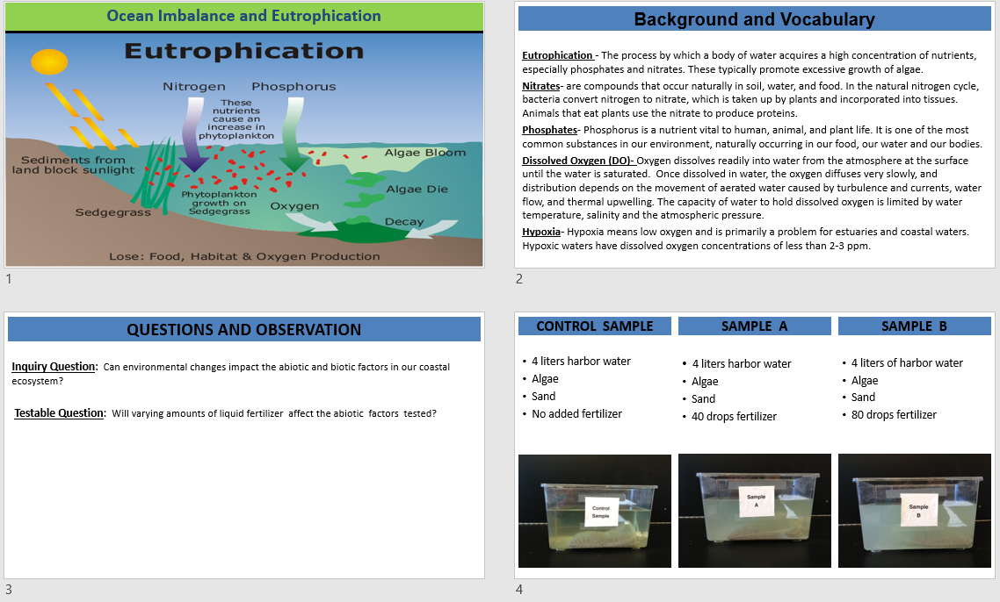 Ocean Imbalance and Eutrophication
Eutrophication
Nitrogen Phosphorus
These
nutrients
cause an
increase in
phytoplankton
Algae Bloom
Sediments from
land block sunlight
Algae Die
Phytoplankton
growth on
Sedgegrass
Oxygen
Sedgegrass
Decay
Lose: Food, Habitat & Oxygen Production
1
Background and Vocabulary
Eutrophication - The process by which a body of water acquires a high concentration of nutrients,
especially phosphates and nitrates. These typically promote excessive growth of algae.
Nitrates- are compounds that occur naturally in soil, water, and food. In the natural nitrogen cycle,
bacteria convert nitrogen to nitrate, which is taken up by plants and incorporated into tissues.
Animals that eat plants use the nitrate to produce proteins.
Phosphates- Phosphorus is a nutrient vital to human, animal, and plant life. It is one of the most
common substances in our environment, naturally occurring in our food, our water and our bodies.
Dissolved Oxygen (DO)- Oxygen dissolves readily into water from the atmosphere at the surface
until the water is saturated. Once dissolved in water, the oxygen diffuses very slowly, and
distribution depends on the movement of aerated water caused by turbulence and currents, water
flow, and thermal upwelling. The capacity of water to hold dissolved oxygen is limited by water
temperature, salinity and the atmospheric pressure.
Hypoxia- Hypoxia means low oxygen and is primarily a problem for estuaries and coastal waters.
Hypoxic waters have dissolved oxygen concentrations of less than 2-3 ppm.
2
QUESTIONS AND OBSERVATION
Inquiry Question: Can environmental changes impact the abiotic and biotic factors in our coastal
ecosystem?
Testable Question: Will varying amounts of liquid fertilizer affect the abiotic factors tested?
3
CONTROL SAMPLE
• 4 liters harbor water
• Algae
• Sand
• No added fertilizer
Control
Sample
SAMPLE A
• 4 liters harbor water
• Algae
• Sand
• 40 drops fertilizer
Sample
A
SAMPLE B
• 4 liters of harbor water
• Algae
• Sand
• 80 drops fertilizer
Sample
B
4